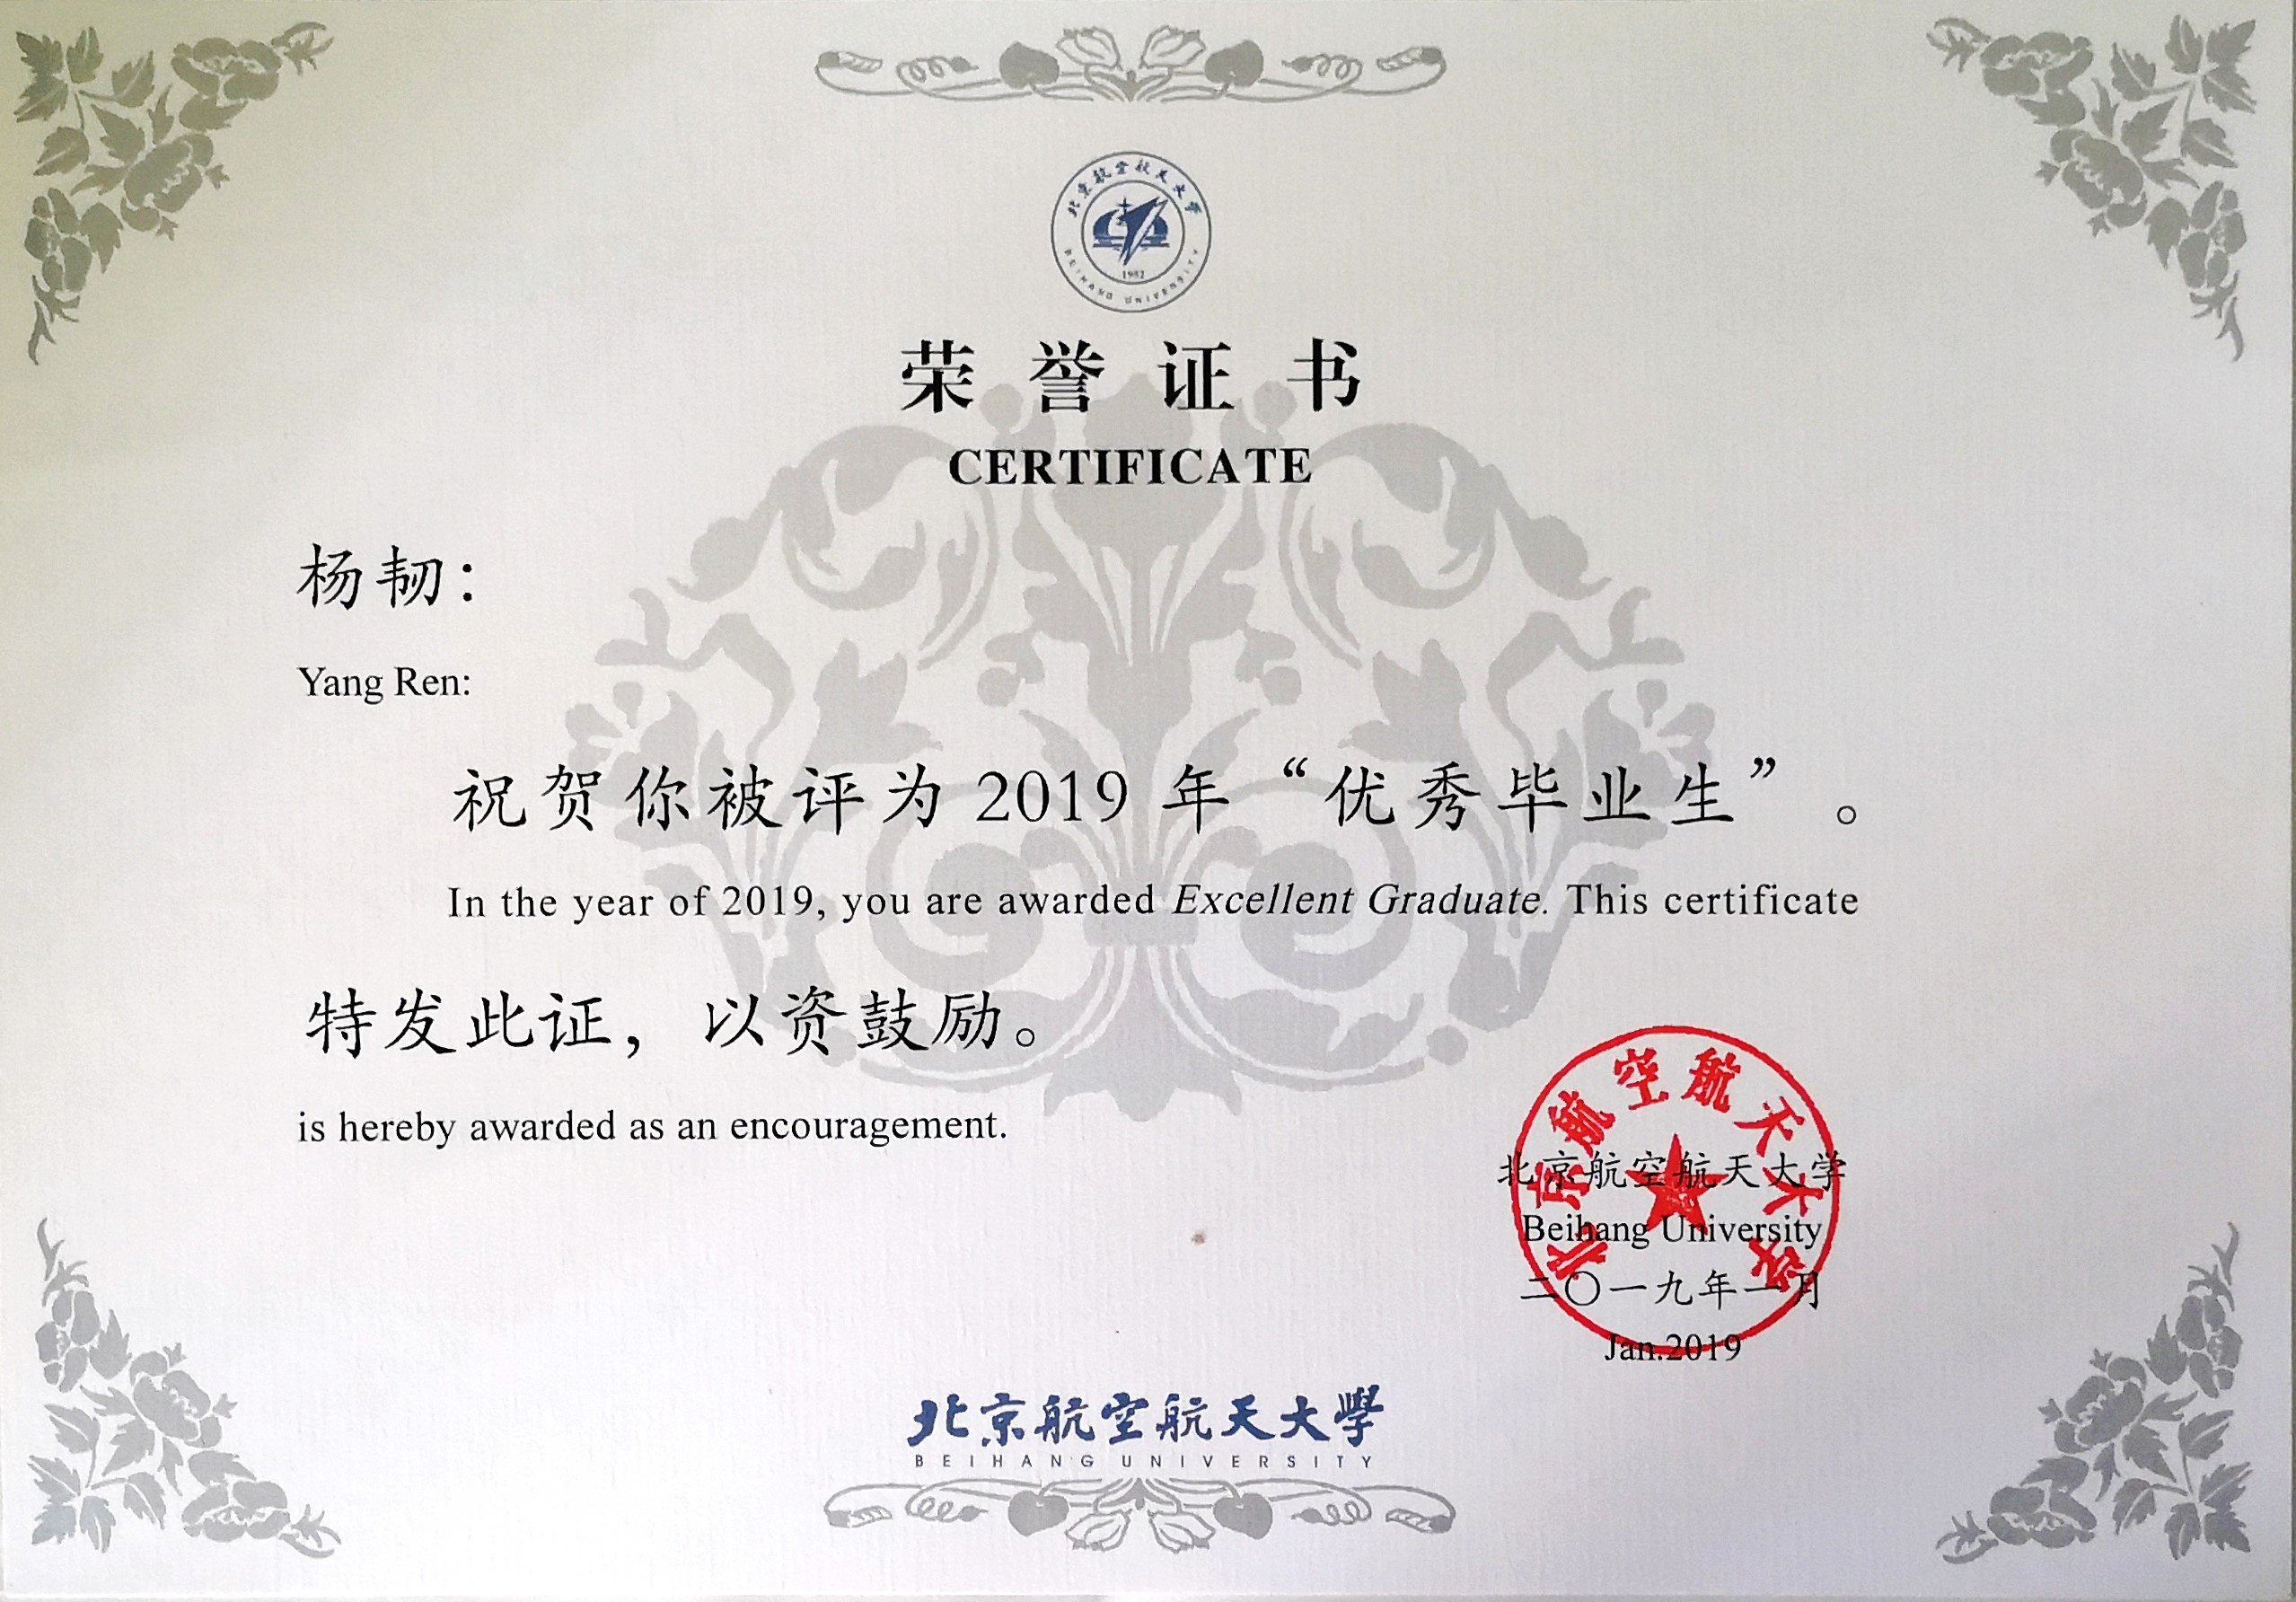 北京航空航天大学
1952
BEIHANG UNIVERSITY
荣誉证书
CERTIFICATE
杨韧：
Yang Ren:
祝贺你被评为 2019 年“优秀毕业生”。
In the year of 2019, you are awarded Excellent Graduate. This certificate
特发此证，以资鼓励。
is hereby awarded as an encouragement.
北京航空航天大学
北京航空航天大学
Beihang University
二〇一九年一月
Jan.2019
北京航空航天大學
BEIHANG UNIVERSITY